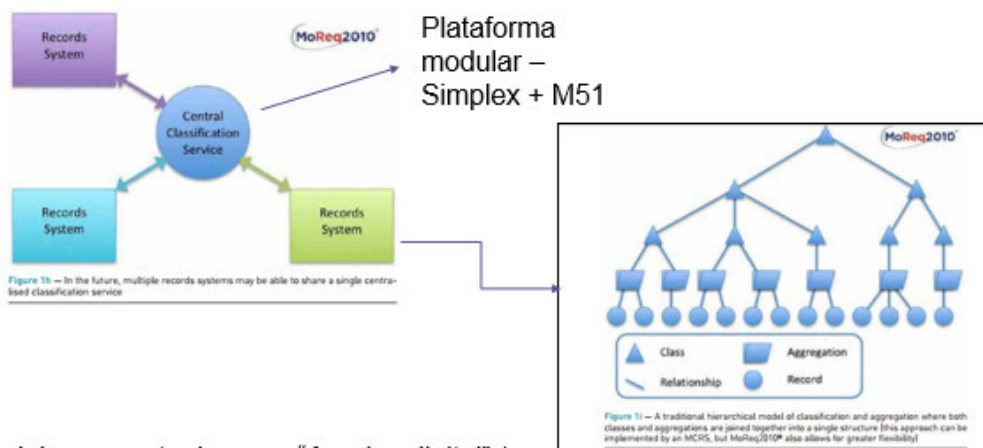 Records
System
MoReq2010
Plataforma
modular –
Simplex + M51
Central
Classification
Service
Records
System
Records
System
Figure 1h — In the future, multiple records systems may be able to share a single centra-
lised classification service
MoReq2010
Class
Aggregation
Relationship
Record
Figure 1i — A traditional hierarchical model of classification and aggregation where both
classes and aggregations are joined together into a single structure (this approach can be
implemented by an MCRS, but MoReq2010® also allows for greater flexibility)